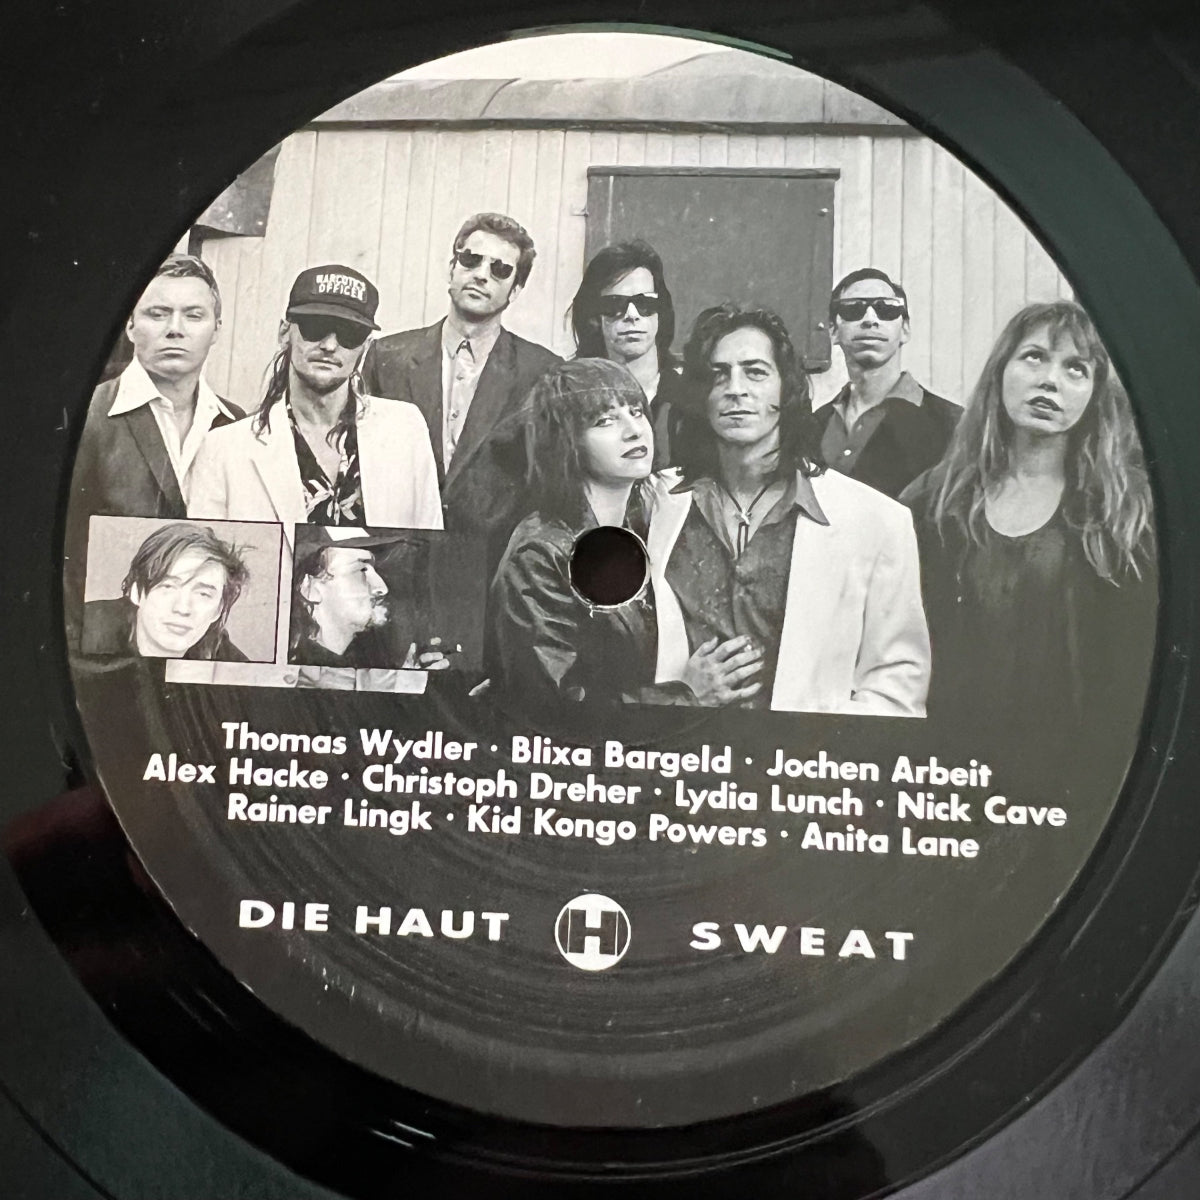 NARCOTICS
OFFICER
Thomas Wydler · Blixa Bargeld · Jochen Arbeit
Alex Hacke · Christoph Dreher · Lydia Lunch · Nick Cave
Rainer Lingk · Kid Kongo Powers · Anita Lane
DIE HAUT H SWEAT